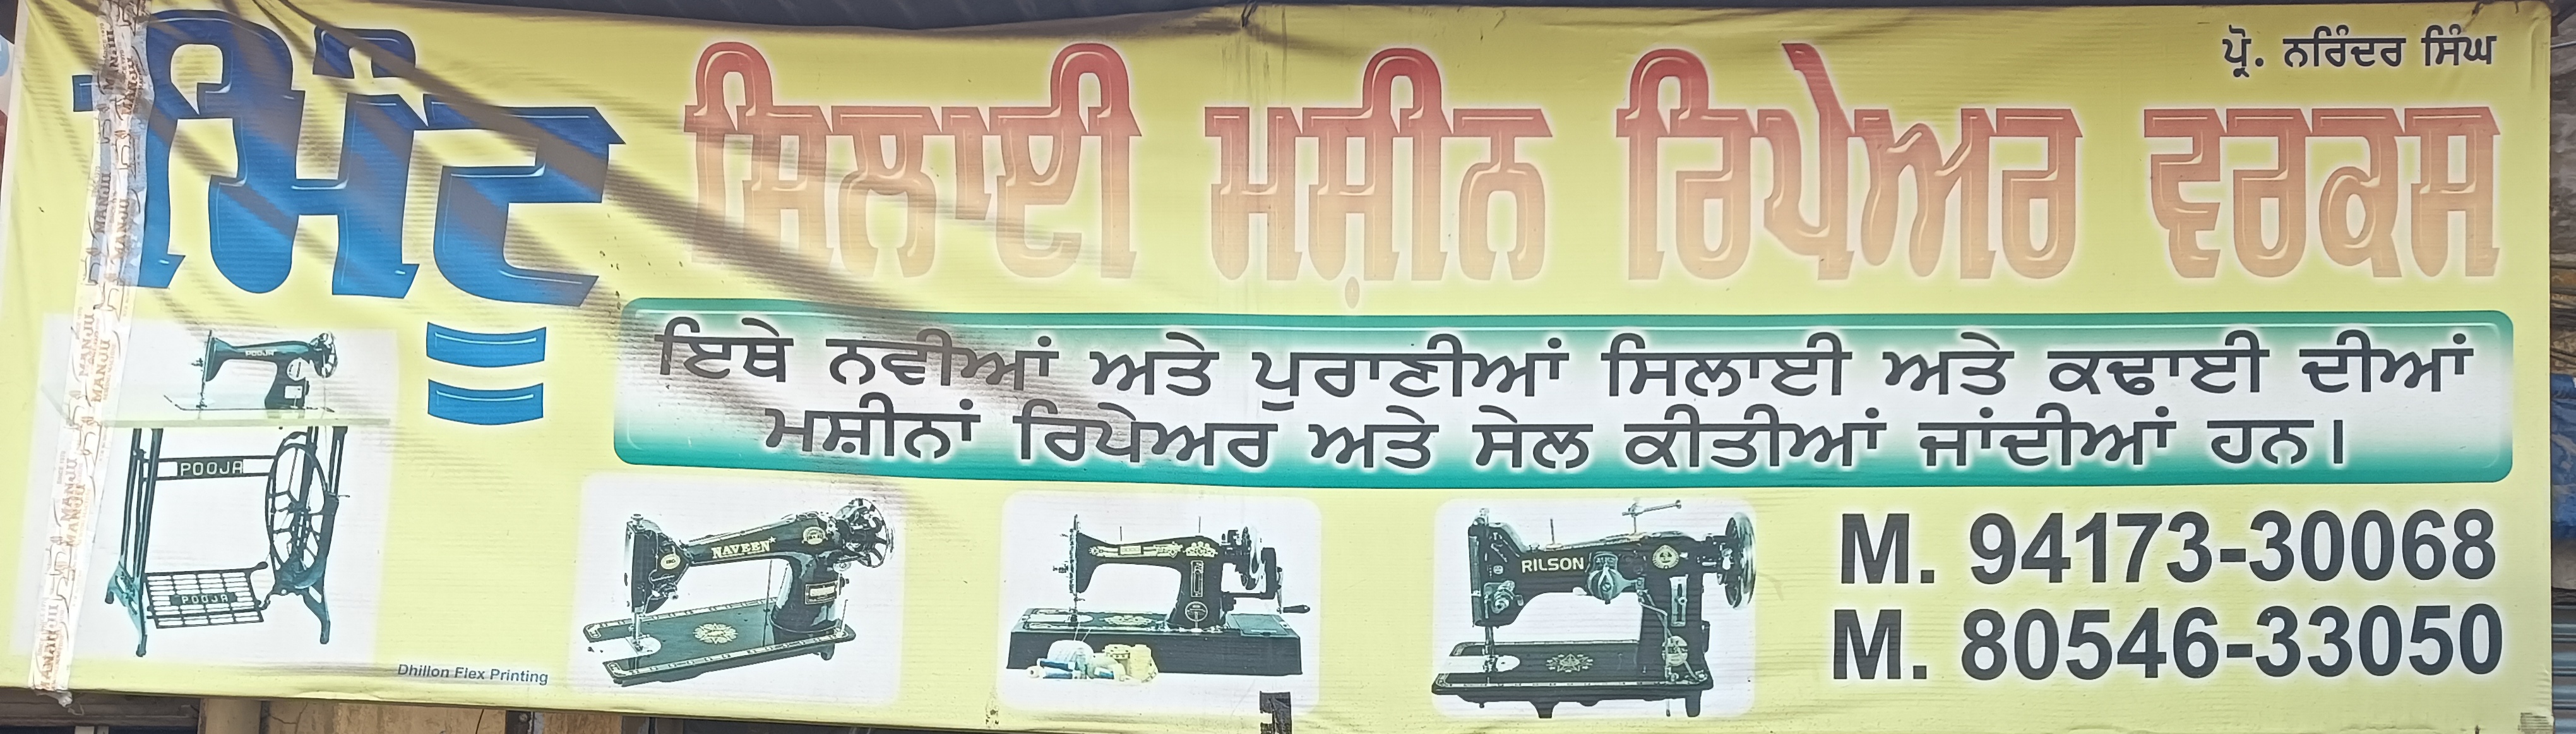 ਪ੍ਰੋ. ਨਰਿੰਦਰ ਸਿੰਘ
ਮਿੰਟੂ ਸਿਲਾਈ ਮਸ਼ੀਨ ਰਿਪੇਅਰ ਵਰਕਸ
ਇਥੇ ਨਵੀਆਂ ਅਤੇ ਪੁਰਾਣੀਆਂ ਸਿਲਾਈ ਅਤੇ ਕਢਾਈ ਦੀਆਂ
ਮਸ਼ੀਨਾਂ ਰਿਪੇਅਰ ਅਤੇ ਸੇਲ ਕੀਤੀਆਂ ਜਾਂਦੀਆਂ ਹਨ।
POOJA
POOJA
POOJA
NAVEEN
RILSON
M. 94173-30068
M. 80546-33050
Dhillon Flex Printing